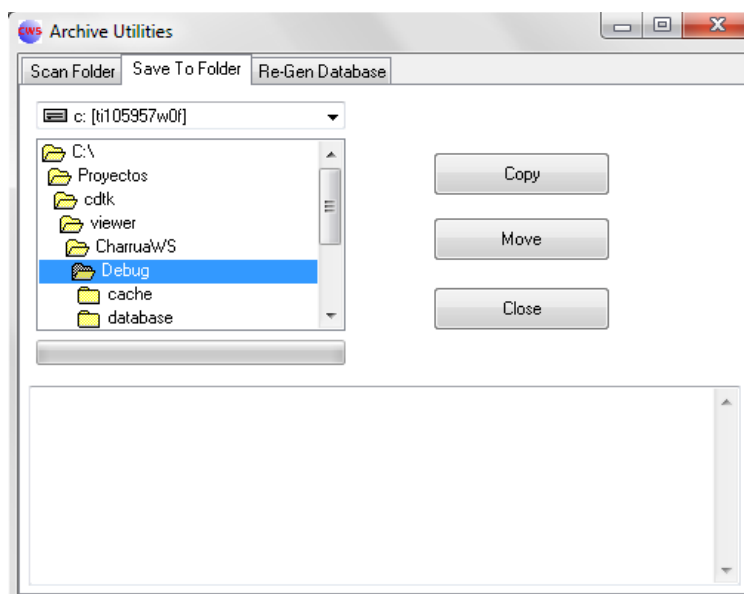 CWS Archive Utilities
Scan Folder Save To Folder Re-Gen Database
c: [ti105957w0f]
C:\
Proyectos
cdtk
viewer
CharruaWS
Debug
cache
database
Copy
Move
Close